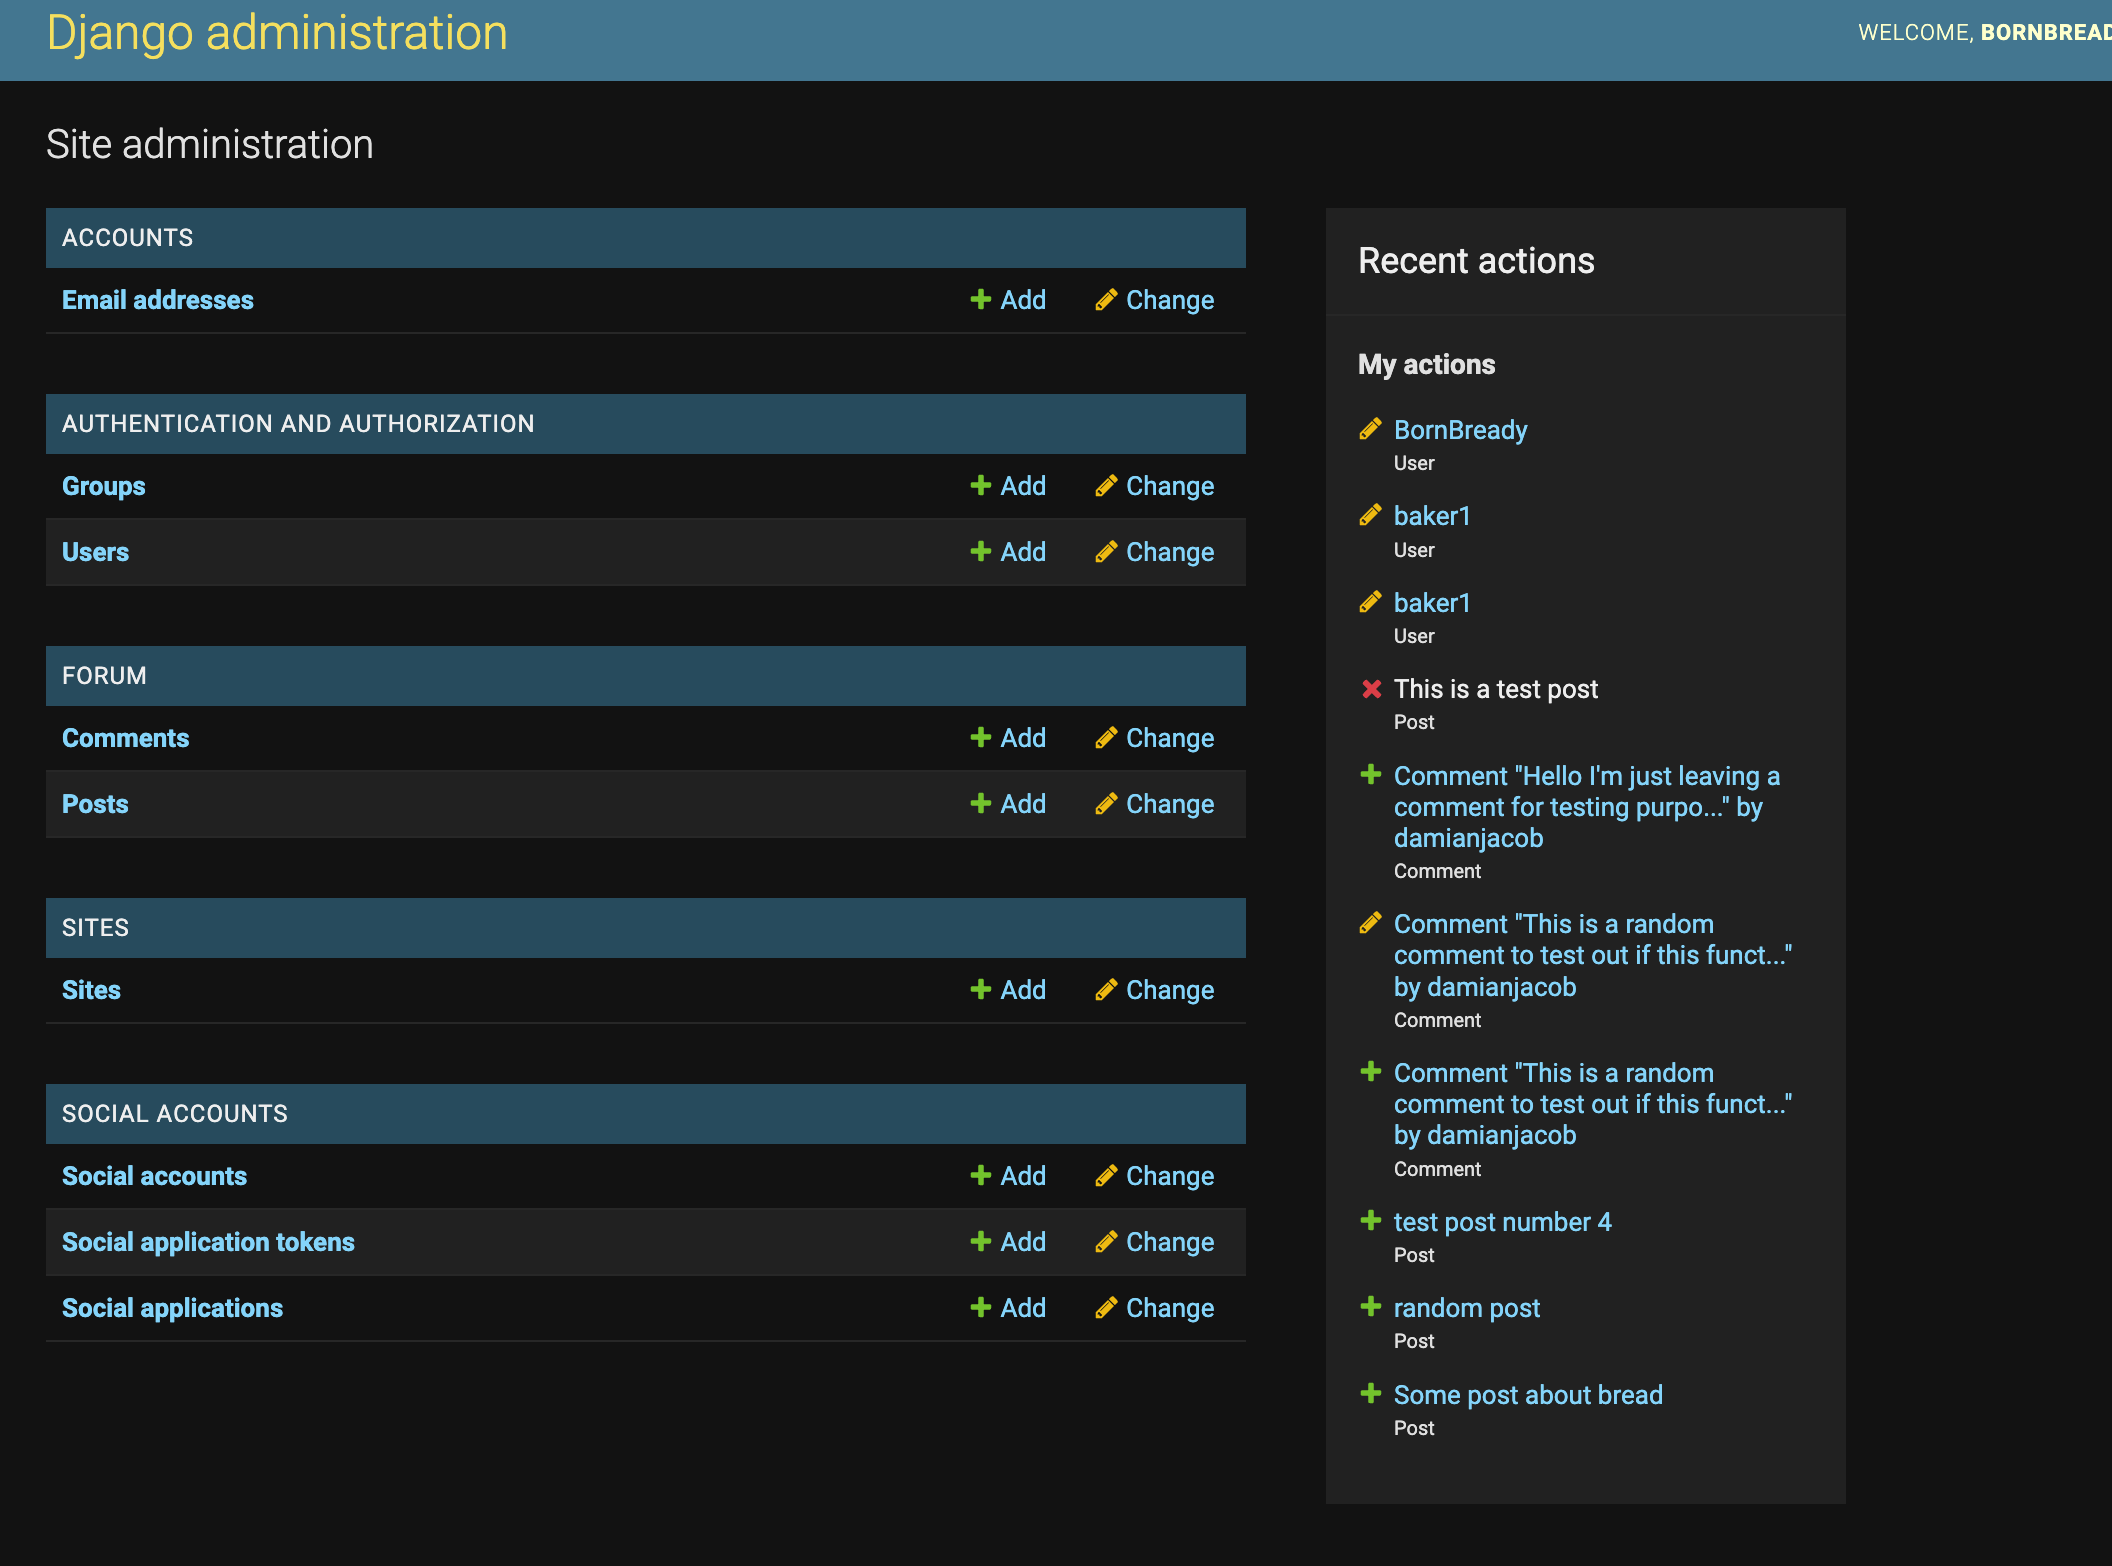 Django administration
WELCOME, BORNBREAD
Site administration
ACCOUNTS
Email addresses Add Change
AUTHENTICATION AND AUTHORIZATION
Groups Add Change
Users Add Change
FORUM
Comments Add Change
Posts Add Change
SITES
Sites Add Change
SOCIAL ACCOUNTS
Social accounts Add Change
Social application tokens Add Change
Social applications Add Change
Recent actions
My actions
BornBready
User
baker1
User
baker1
User
This is a test post
Post
Comment "Hello I'm just leaving a
comment for testing purpo..." by
damianjacob
Comment
Comment "This is a random
comment to test out if this funct..."
by damianjacob
Comment
Comment "This is a random
comment to test out if this funct..."
by damianjacob
Comment
test post number 4
Post
random post
Post
Some post about bread
Post